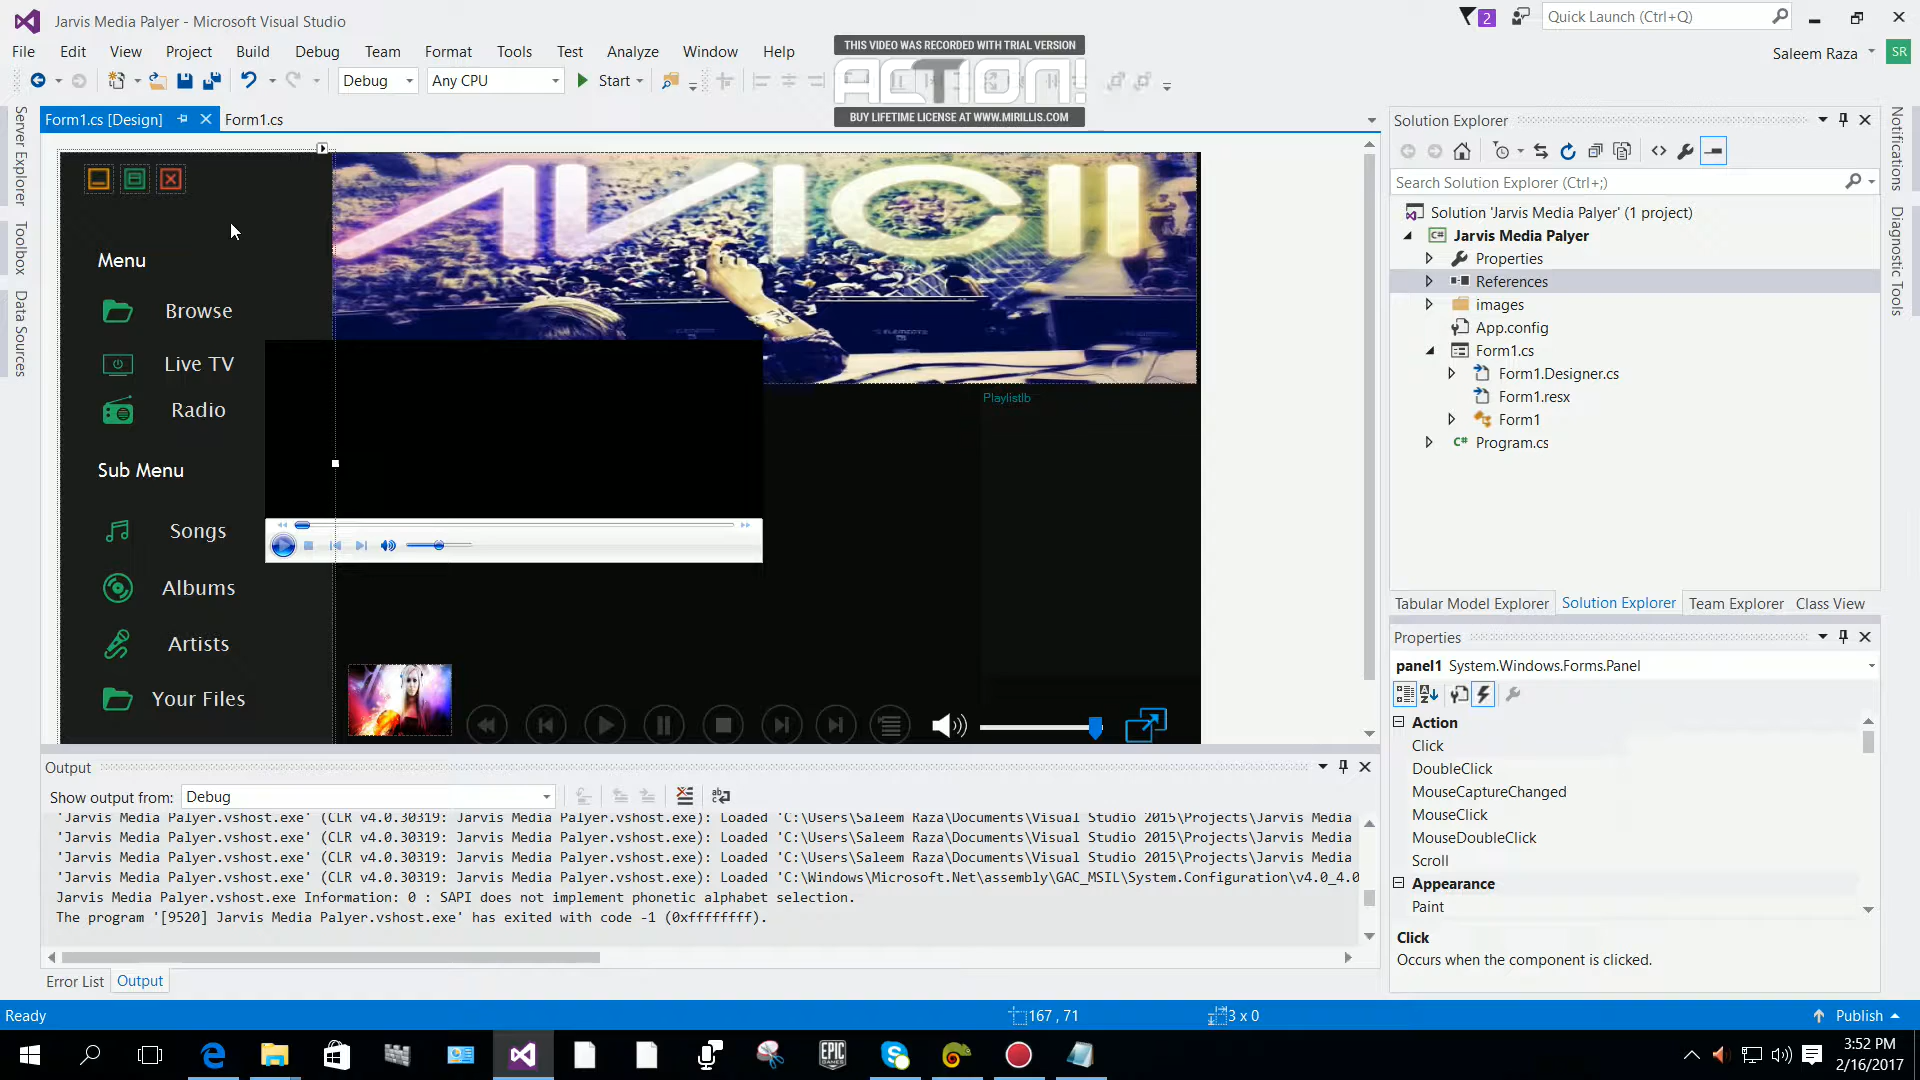 Jarvis Media Palyer - Microsoft Visual Studio
2
Quick Launch (Ctrl+Q)
File Edit View Project Build Debug Team Format Tools Test Analyze Window Help
Saleem Raza
SR
THIS VIDEO WAS RECORDED WITH TRIAL VERSION
ACTION!
BUY LIFETIME LICENSE AT WWW.MIRILLIS.COM
Debug
Any CPU
Start
Form1.cs [Design]
Form1.cs
Server Explorer
Toolbox
Data Sources
AVICII
Menu
Browse
Live TV
Radio
Sub Menu
Songs
Albums
Artists
Your Files
Playlistlb
Solution Explorer
Search Solution Explorer (Ctrl+;)
Solution 'Jarvis Media Palyer' (1 project)
C# Jarvis Media Palyer
Properties
References
images
App.config
Form1.cs
Form1.Designer.cs
Form1.resx
Form1
C# Program.cs
Notifications
Diagnostic Tools
Tabular Model Explorer Solution Explorer Team Explorer Class View
Properties
panel1 System.Windows.Forms.Panel
Action
Click
DoubleClick
MouseCaptureChanged
MouseClick
MouseDoubleClick
Scroll
Appearance
Paint
Click
Occurs when the component is clicked.
Output
Show output from: Debug
'Jarvis Media Palyer.vshost.exe' (CLR v4.0.30319: Jarvis Media Palyer.vshost.exe): Loaded 'C:\Users\Saleem Raza\Documents\Visual Studio 2015\Projects\Jarvis Media
'Jarvis Media Palyer.vshost.exe' (CLR v4.0.30319: Jarvis Media Palyer.vshost.exe): Loaded 'C:\Users\Saleem Raza\Documents\Visual Studio 2015\Projects\Jarvis Media
'Jarvis Media Palyer.vshost.exe' (CLR v4.0.30319: Jarvis Media Palyer.vshost.exe): Loaded 'C:\Users\Saleem Raza\Documents\Visual Studio 2015\Projects\Jarvis Media
'Jarvis Media Palyer.vshost.exe' (CLR v4.0.30319: Jarvis Media Palyer.vshost.exe): Loaded 'C:\Windows\Microsoft.Net\assembly\GAC_MSIL\System.Configuration\v4.0_4.0
Jarvis Media Palyer.vshost.exe Information: 0 : SAPI does not implement phonetic alphabet selection.
The program '[9520] Jarvis Media Palyer.vshost.exe' has exited with code -1 (0xffffffff).
Error List Output
Ready
167 , 71
3 x 0
Publish
EPIC GAMES
3:52 PM
2/16/2017